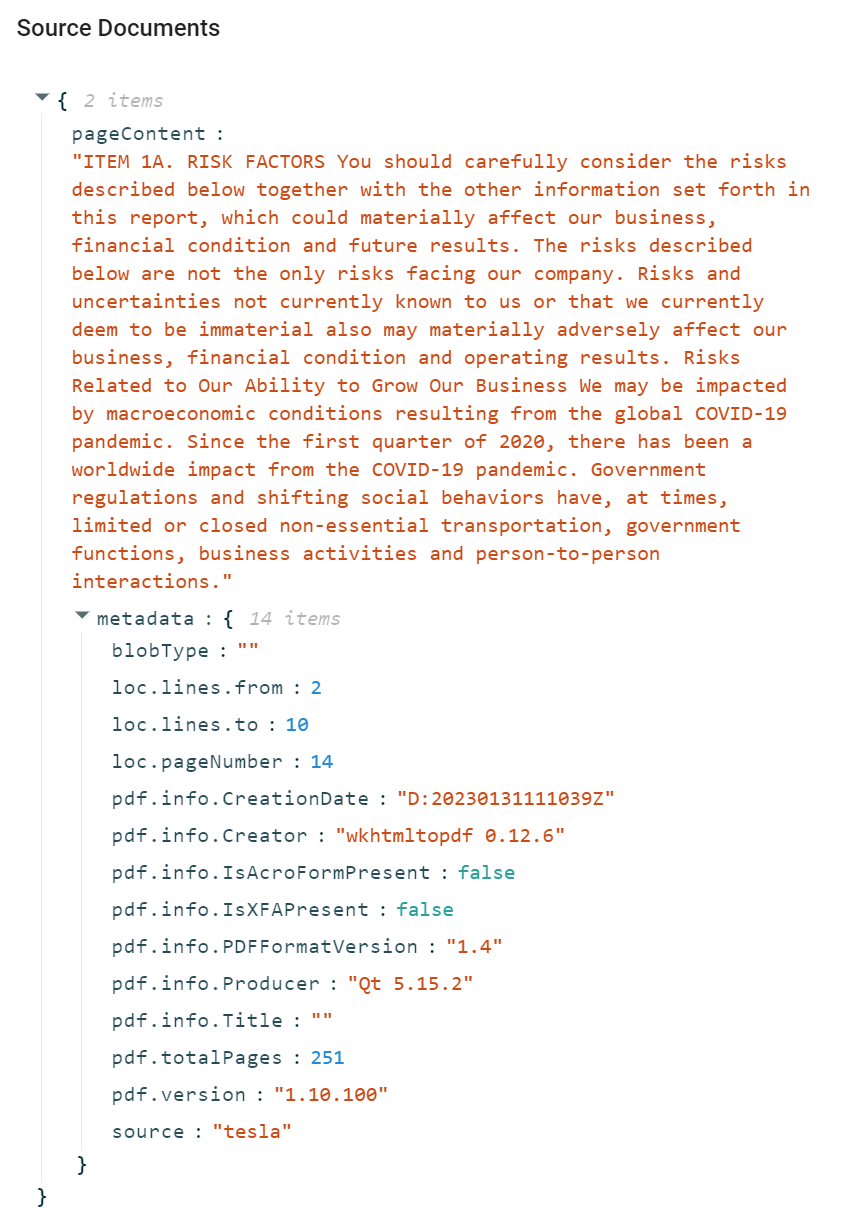 Source Documents
{ 2 items
pageContent :
"ITEM 1A. RISK FACTORS You should carefully consider the risks
described below together with the other information set forth in
this report, which could materially affect our business,
financial condition and future results. The risks described
below are not the only risks facing our company. Risks and
uncertainties not currently known to us or that we currently
deem to be immaterial also may materially adversely affect our
business, financial condition and operating results. Risks
Related to Our Ability to Grow Our Business We may be impacted
by macroeconomic conditions resulting from the global COVID-19
pandemic. Since the first quarter of 2020, there has been a
worldwide impact from the COVID-19 pandemic. Government
regulations and shifting social behaviors have, at times,
limited or closed non-essential transportation, government
functions, business activities and person-to-person
interactions."
metadata : { 14 items
blobType : ""
loc.lines.from : 2
loc.lines.to : 10
loc.pageNumber : 14
pdf.info.CreationDate : "D:20230131111039Z"
pdf.info.Creator : "wkhtmltopdf 0.12.6"
pdf.info.IsAcroFormPresent : false
pdf.info.IsXFAPresent : false
pdf.info.PDFFormatVersion : "1.4"
pdf.info.Producer : "Qt 5.15.2"
pdf.info.Title : ""
pdf.totalPages : 251
pdf.version : "1.10.100"
source : "tesla"
}
}